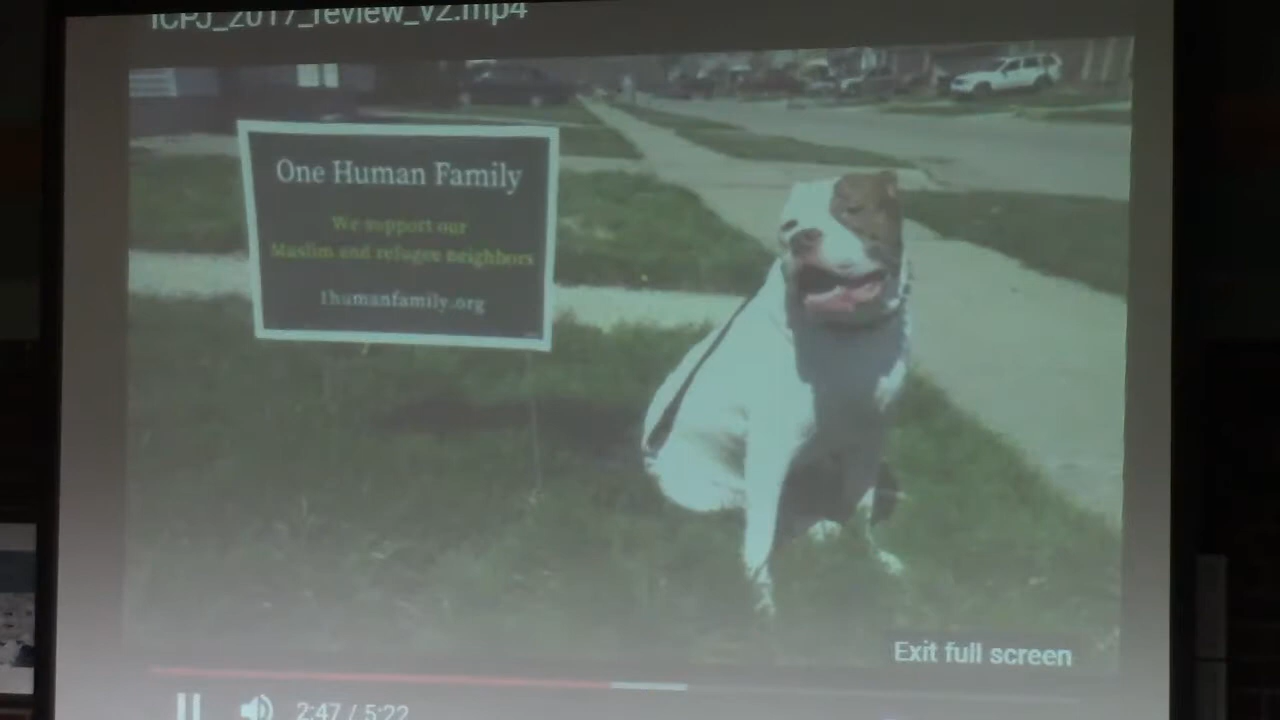 ICPJ_2017_review_v2.mp4
One Human Family
We support our
Muslim and refugee neighbors
1humanfamily.org
Exit full screen
2:47 / 5:22